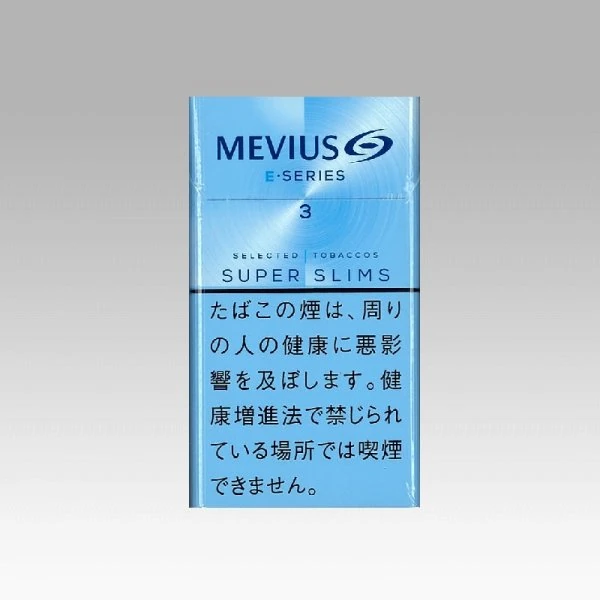 MEVIUS
E·SERIES
3
SELECTED | TOBACCOS
SUPER SLIMS
たばこの煙は、周り
の人の健康に悪影
響を及ぼします。健
康増進法で禁じられ
ている場所では喫煙
できません。